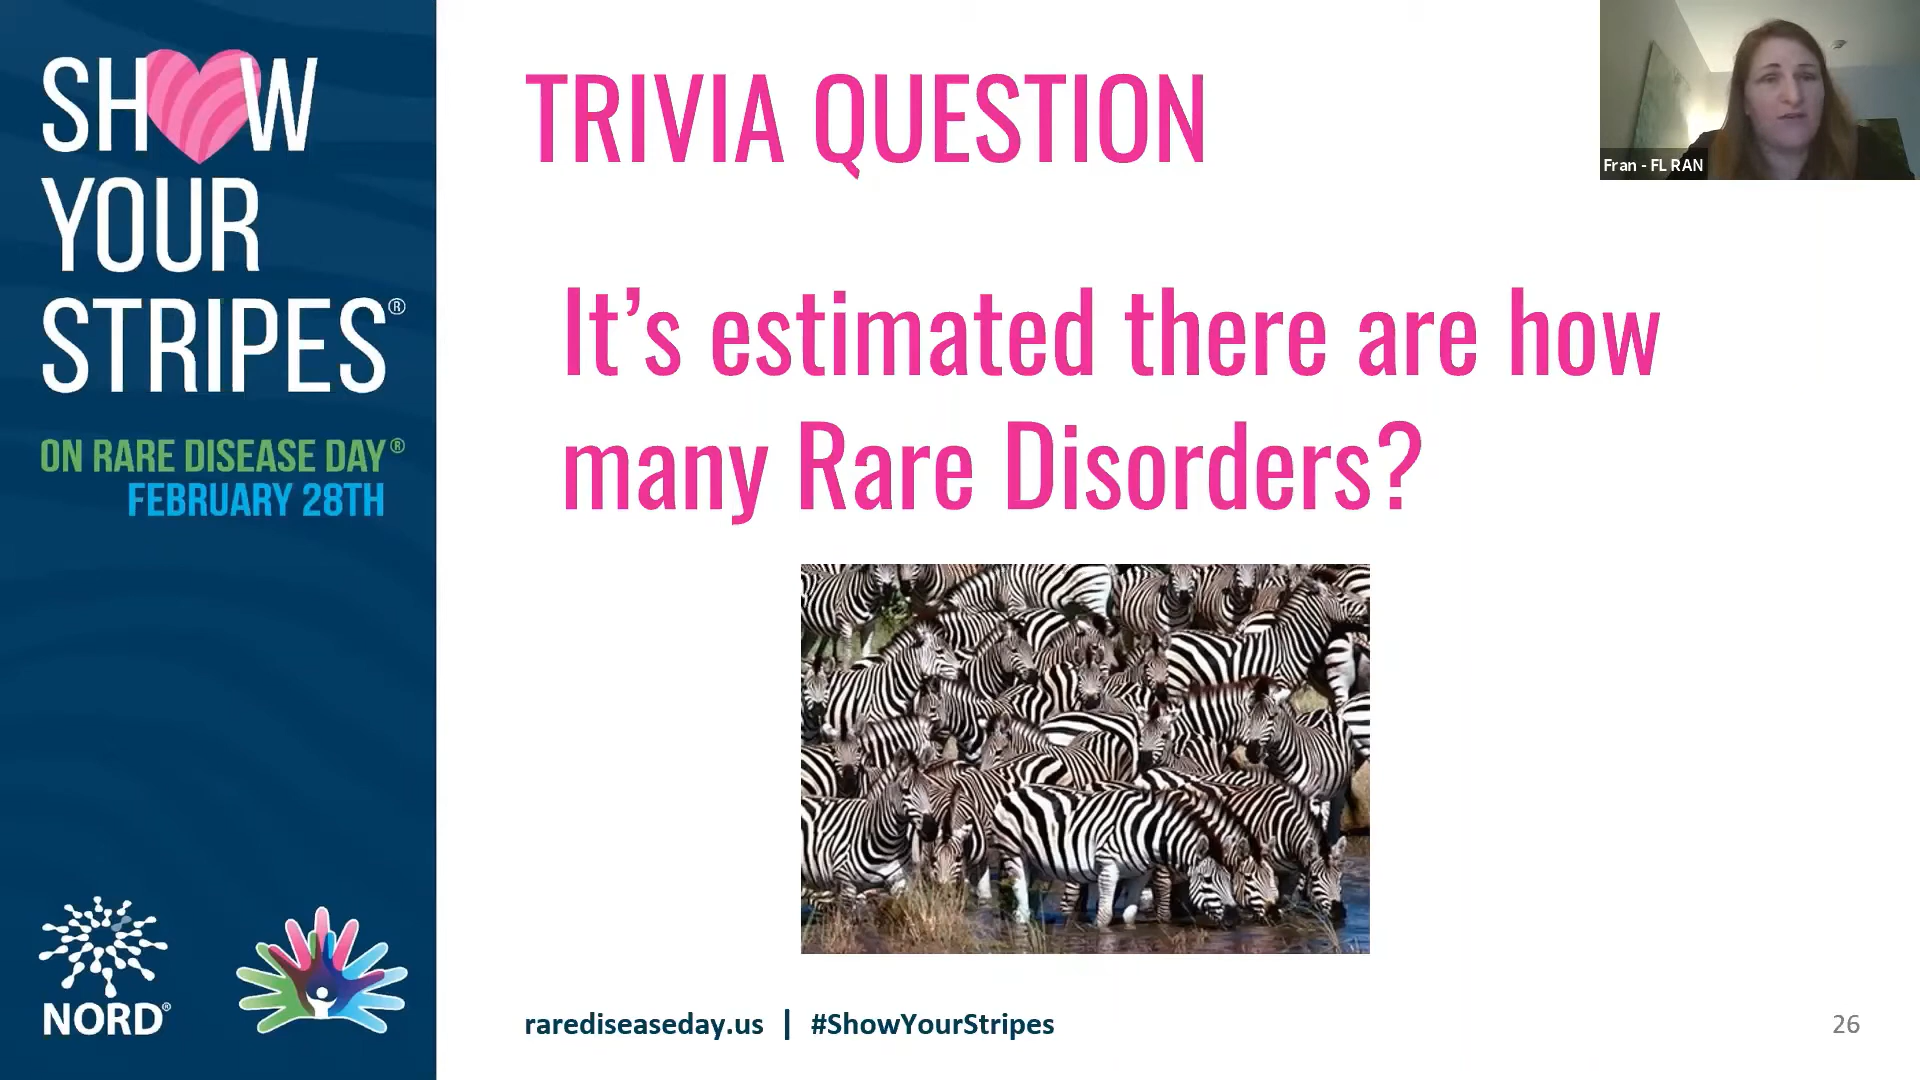 SHOW
YOUR
STRIPES®
ON RARE DISEASE DAY®
FEBRUARY 28TH
NORD®
TRIVIA QUESTION
It’s estimated there are how
many Rare Disorders?
rarediseaseday.us | #ShowYourStripes
26
Fran - FL RAN